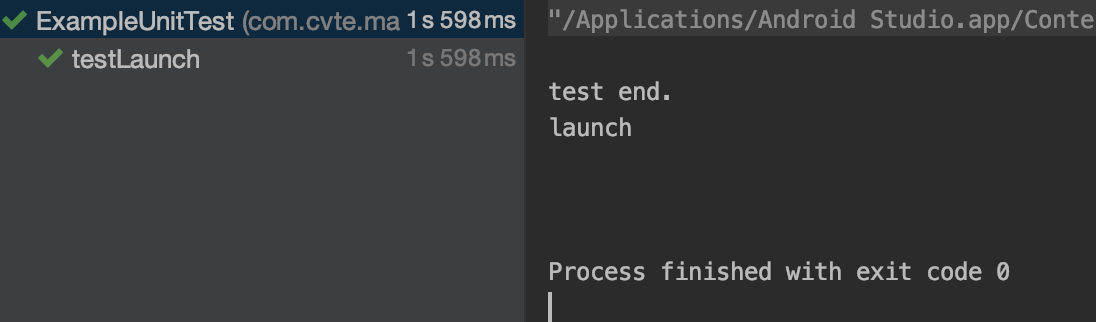 ExampleUnitTest (com.cvte.ma 1 s 598 ms
testLaunch 1 s 598 ms
"/Applications/Android Studio.app/Conte
test end.
launch
Process finished with exit code 0